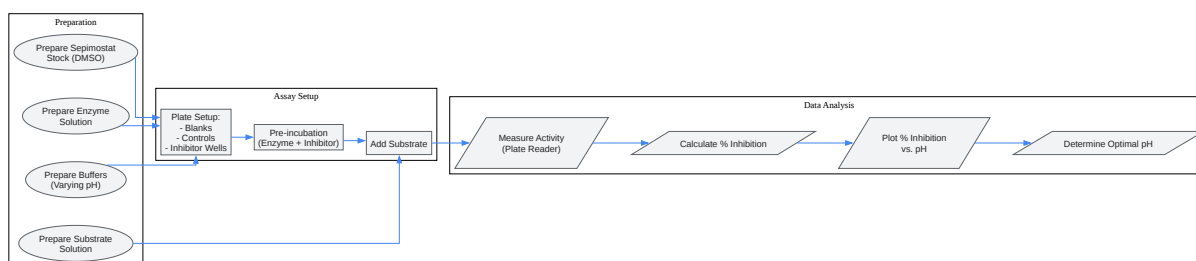 Preparation
Prepare Sepimostat
Stock (DMSO)
Prepare Enzyme
Solution
Prepare Buffers
(Varying pH)
Prepare Substrate
Solution
Assay Setup
Plate Setup:
- Blanks
- Controls
- Inhibitor Wells
Pre-incubation
(Enzyme + Inhibitor)
Add Substrate
Data Analysis
Measure Activity
(Plate Reader)
Calculate % Inhibition
Plot % Inhibition
vs. pH
Determine Optimal pH